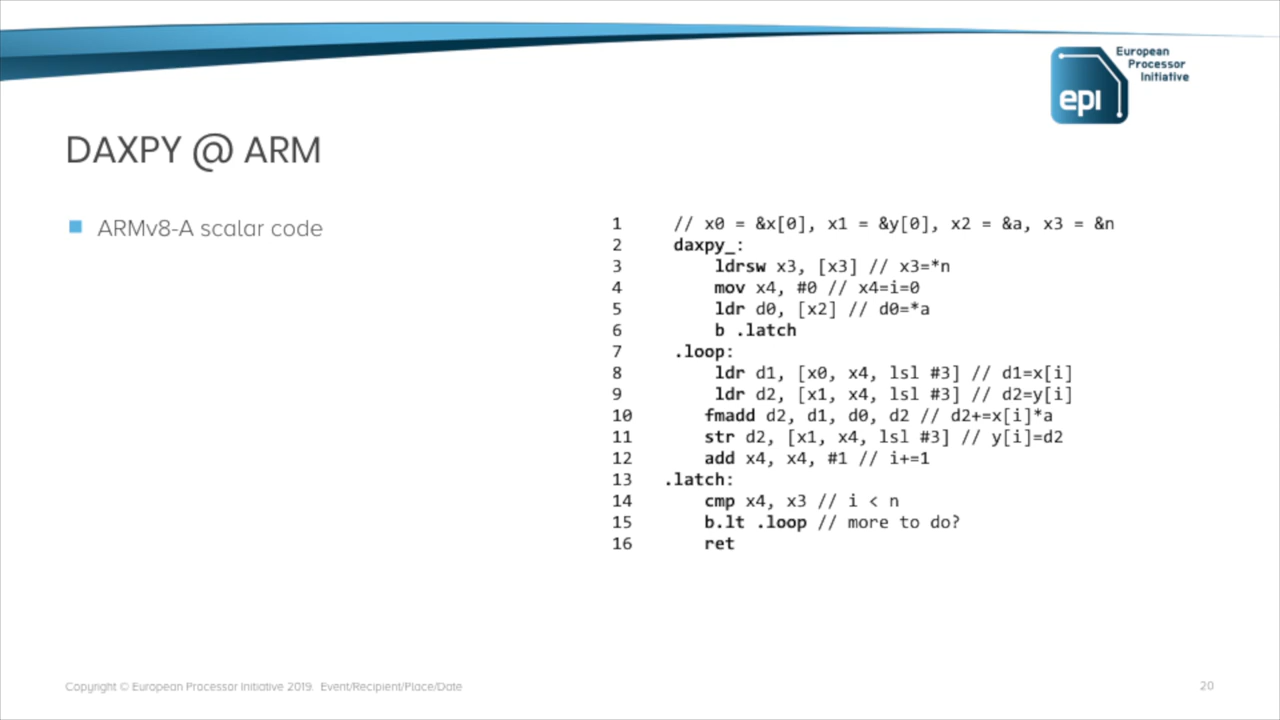 European
Processor
Initiative
epi
DAXPY @ ARM
ARMv8-A scalar code
1 // x0 = &x[0], x1 = &y[0], x2 = &a, x3 = &n
2 daxpy_:
3 ldrsw x3, [x3] // x3=*n
4 mov x4, #0 // x4=i=0
5 ldr d0, [x2] // d0=*a
6 b .latch
7 .loop:
8 ldr d1, [x0, x4, lsl #3] // d1=x[i]
9 ldr d2, [x1, x4, lsl #3] // d2=y[i]
10 fmadd d2, d1, d0, d2 // d2+=x[i]*a
11 str d2, [x1, x4, lsl #3] // y[i]=d2
12 add x4, x4, #1 // i+=1
13 .latch:
14 cmp x4, x3 // i < n
15 b.lt .loop // more to do?
16 ret
Copyright © European Processor Initiative 2019. Event/Recipient/Place/Date
20